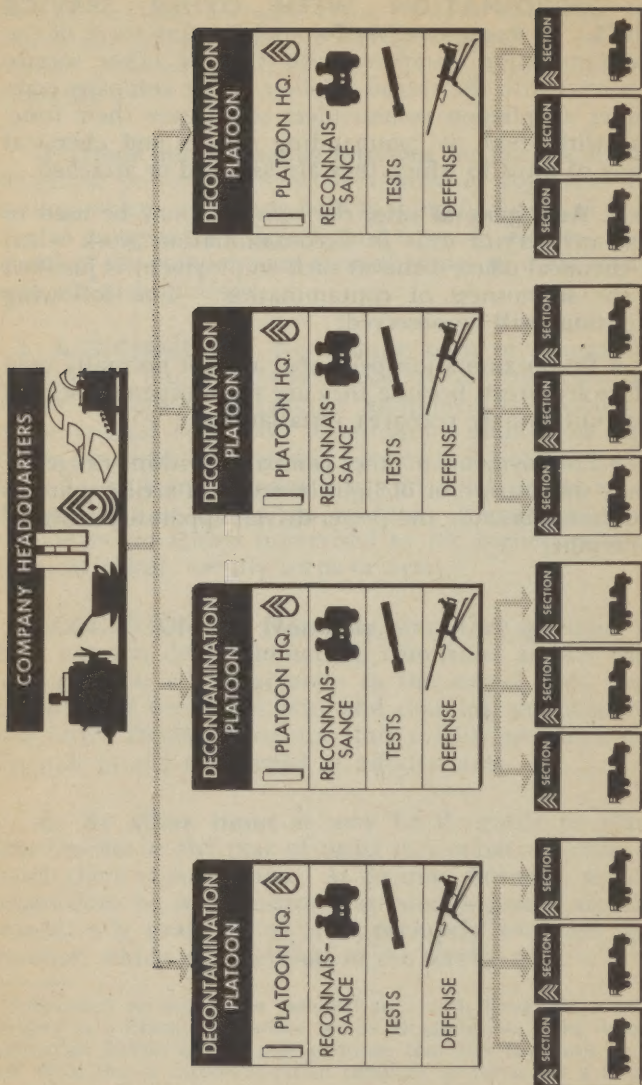 COMPANY HEADQUARTERS
DECONTAMINATION
PLATOON
PLATOON HQ.
RECONNAIS-
SANCE
TESTS
DEFENSE
DECONTAMINATION
PLATOON
PLATOON HQ.
RECONNAIS-
SANCE
TESTS
DEFENSE
DECONTAMINATION
PLATOON
PLATOON HQ.
RECONNAIS-
SANCE
TESTS
DEFENSE
DECONTAMINATION
PLATOON
PLATOON HQ.
RECONNAIS-
SANCE
TESTS
DEFENSE
SECTION
SECTION
SECTION
SECTION
SECTION
SECTION
SECTION
SECTION
SECTION
SECTION
SECTION
SECTION